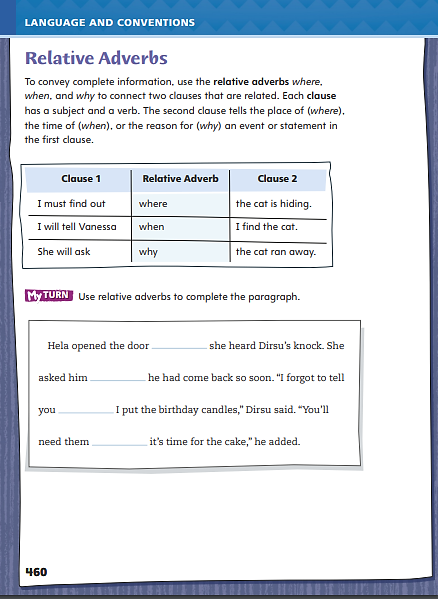 LANGUAGE AND CONVENTIONS
Relative Adverbs
To convey complete information, use the relative adverbs where,
when, and why to connect two clauses that are related. Each clause
has a subject and a verb. The second clause tells the place of (where),
the time of (when), or the reason for (why) an event or statement in
the first clause.
Clause 1 Relative Adverb Clause 2
I must find out where the cat is hiding.
I will tell Vanessa when I find the cat.
She will ask why the cat ran away.
My TURN Use relative adverbs to complete the paragraph.
Hela opened the door ________ she heard Dirsu’s knock. She
asked him ________ he had come back so soon. “I forgot to tell
you ________ I put the birthday candles,” Dirsu said. “You’ll
need them ________ it’s time for the cake,” he added.
460